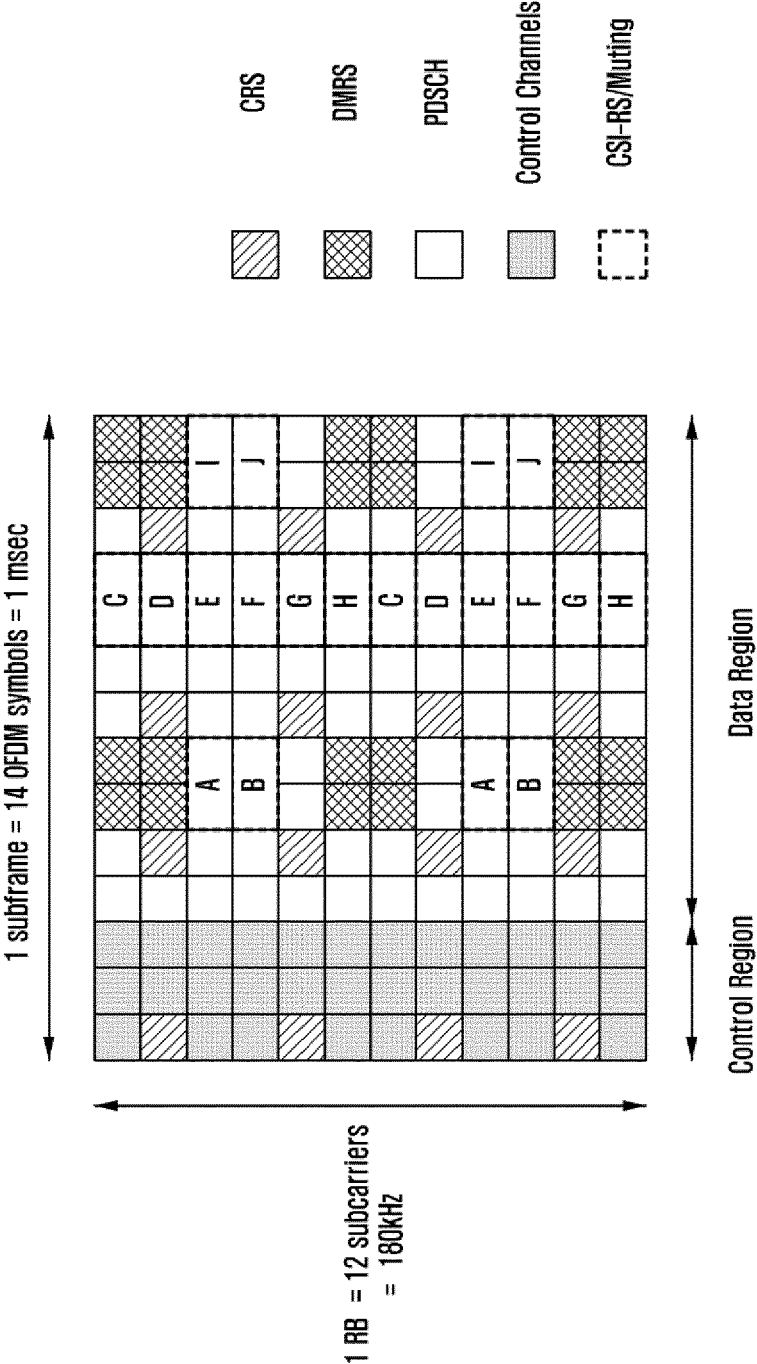 1 subframe = 14 OFDM symbols = 1 msec
1 RB = 12 subcarriers
= 180kHz
C
D
A E I
B F J
G
H
C
D
A E I
B F J
G
H
Control Region
Data Region
CRS
DMRS
PDSCH
Control Channels
CSI-RS/Muting